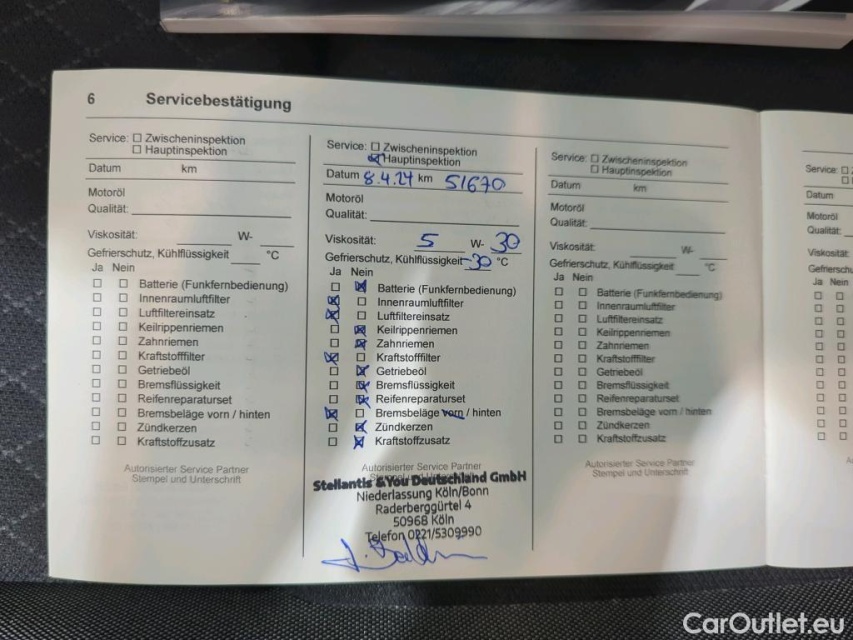 6 Servicebestätigung
Service: ☐ Zwischeninspektion
☐ Hauptinspektion
Datum km
Motoröl
Qualität:
Viskosität: W-
Gefrierschutz, Kühlflüssigkeit °C
Ja Nein
☐ ☐ Batterie (Funkfernbedienung)
☐ ☐ Innenraumluftfilter
☐ ☐ Luftfiltereinsatz
☐ ☐ Keilrippenriemen
☐ ☐ Zahnriemen
☐ ☐ Kraftstofffilter
☐ ☐ Getriebeöl
☐ ☐ Bremsflüssigkeit
☐ ☐ Reifenreparaturset
☐ ☐ Bremsbeläge vorn / hinten
☐ ☐ Zündkerzen
☐ ☐ Kraftstoffzusatz
Autorisierter Service Partner
Stempel und Unterschrift
Service: ☐ Zwischeninspektion
☒ Hauptinspektion
Datum 8.4.24 km 51670
Motoröl
Qualität:
Viskosität: 5 W- 30
Gefrierschutz, Kühlflüssigkeit -30 °C
Ja Nein
☐ ☒ Batterie (Funkfernbedienung)
☒ ☐ Innenraumluftfilter
☒ ☐ Luftfiltereinsatz
☐ ☒ Keilrippenriemen
☐ ☒ Zahnriemen
☒ ☐ Kraftstofffilter
☐ ☒ Getriebeöl
☐ ☒ Bremsflüssigkeit
☐ ☒ Reifenreparaturset
☒ ☐ Bremsbeläge vorn / hinten
☐ ☒ Zündkerzen
☐ ☒ Kraftstoffzusatz
Autorisierter Service Partner
Stempel und Unterschrift
Stellantis &You Deutschland GmbH
Niederlassung Köln/Bonn
Raderberggürtel 4
50968 Köln
Telefon 0221/5309990
Service: ☐ Zwischeninspektion
☐ Hauptinspektion
Datum km
Motoröl
Qualität:
Viskosität: W-
Gefrierschutz, Kühlflüssigkeit °C
Ja Nein
☐ ☐ Batterie (Funkfernbedienung)
☐ ☐ Innenraumluftfilter
☐ ☐ Luftfiltereinsatz
☐ ☐ Keilrippenriemen
☐ ☐ Zahnriemen
☐ ☐ Kraftstofffilter
☐ ☐ Getriebeöl
☐ ☐ Bremsflüssigkeit
☐ ☐ Reifenreparaturset
☐ ☐ Bremsbeläge vorn / hinten
☐ ☐ Zündkerzen
☐ ☐ Kraftstoffzusatz
Autorisierter Service Partner
Stempel und Unterschrift
Service: ☐
☐
Datum
Motoröl
Qualität:
Viskosität:
Ja Nein
CarOutlet.eu